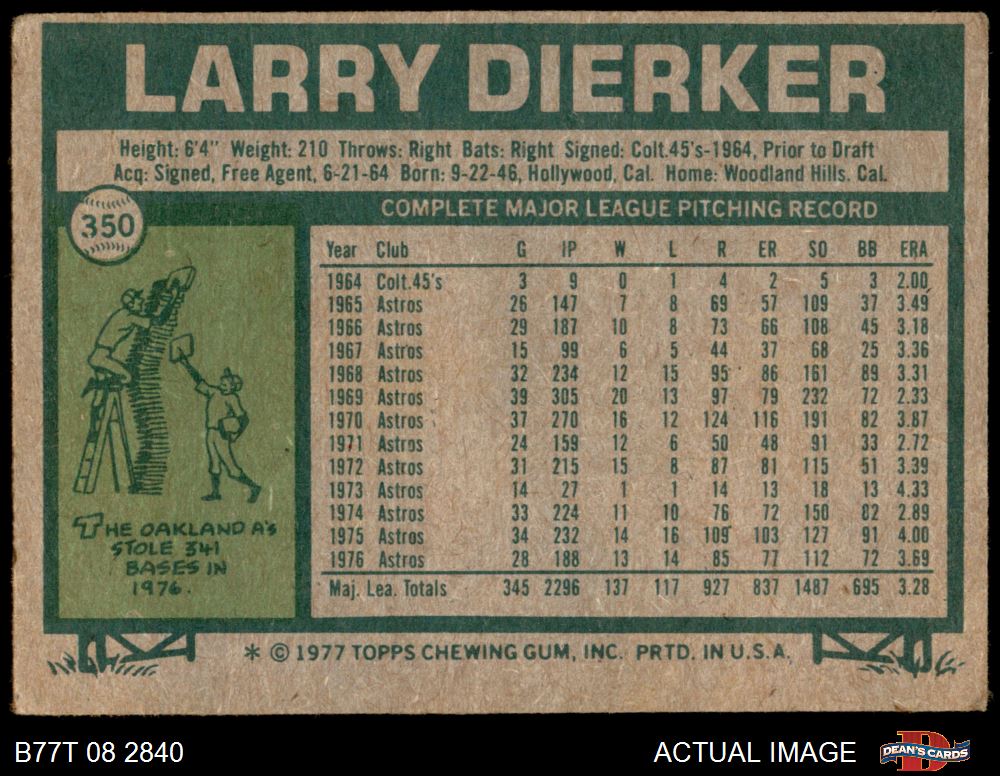 LARRY DIERKER
Height: 6'4" Weight: 210 Throws: Right Bats: Right Signed: Colt.45's-1964, Prior to Draft
Acq: Signed, Free Agent, 6-21-64 Born: 9-22-46, Hollywood, Cal. Home: Woodland Hills. Cal.
350
COMPLETE MAJOR LEAGUE PITCHING RECORD
Year Club G IP W L R ER SO BB ERA
1964 Colt.45's 3 9 0 1 4 2 5 3 2.00
1965 Astros 26 147 7 8 69 57 109 37 3.49
1966 Astros 29 187 10 8 73 66 108 45 3.18
1967 Astros 15 99 6 5 44 37 68 25 3.36
1968 Astros 32 234 12 15 95 86 161 89 3.31
1969 Astros 39 305 20 13 97 79 232 72 2.33
1970 Astros 37 270 16 12 124 116 191 82 3.87
1971 Astros 24 159 12 6 50 48 91 33 2.72
1972 Astros 31 215 15 8 87 81 115 51 3.39
1973 Astros 14 27 1 1 14 13 18 13 4.33
1974 Astros 33 224 11 10 76 72 150 82 2.89
1975 Astros 34 232 14 16 109 103 127 91 4.00
1976 Astros 28 188 13 14 85 77 112 72 3.69
Maj. Lea. Totals 345 2296 137 117 927 837 1487 695 3.28
THE OAKLAND A'S
STOLE 341
BASES IN
1976.
* © 1977 TOPPS CHEWING GUM, INC. PRTD. IN U.S.A.
B77T 08 2840
ACTUAL IMAGE
D
DEAN'S CARDS